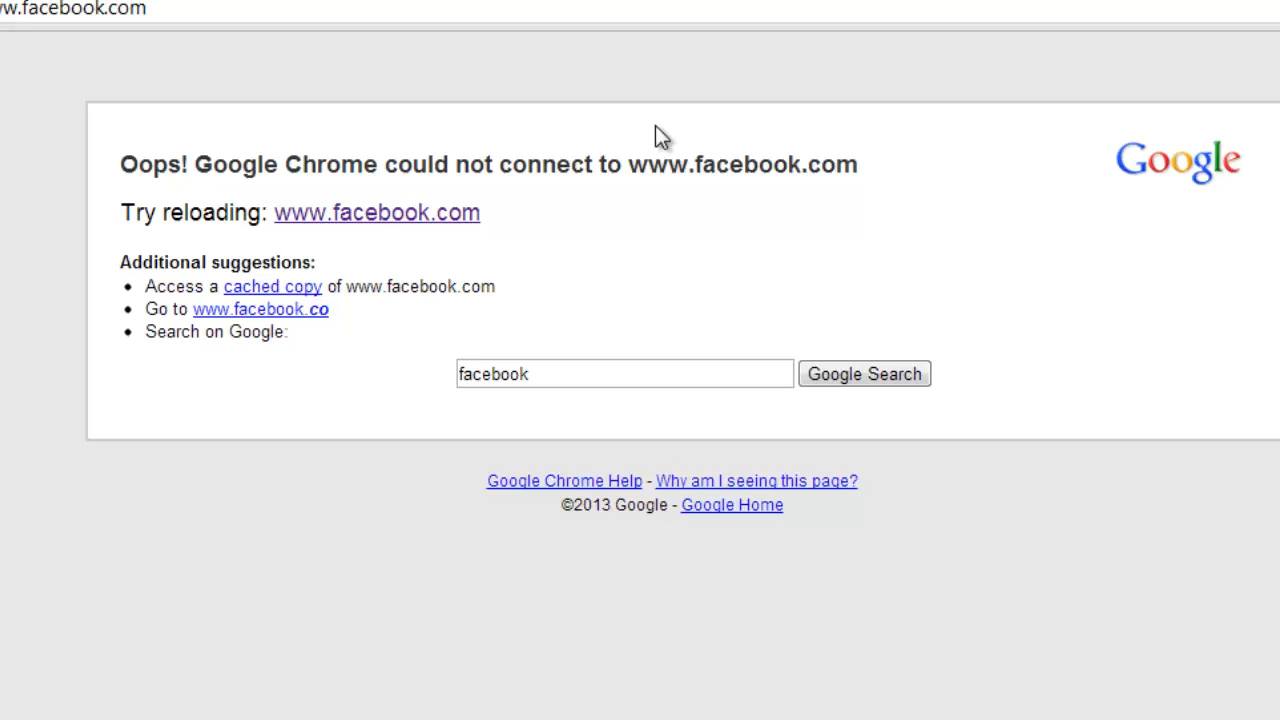 w.facebook.com
Oops! Google Chrome could not connect to www.facebook.com
Google
Try reloading: www.facebook.com
Additional suggestions:
Access a cached copy of www.facebook.com
Go to www.facebook.co
Search on Google:
facebook Google Search
Google Chrome Help - Why am I seeing this page?
©2013 Google - Google Home